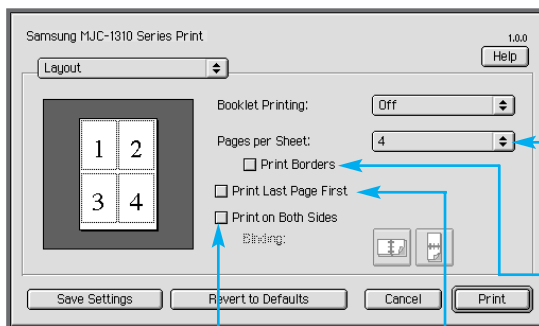 Samsung MJC-1310 Series Print
1.0.0
Help
Layout
Booklet Printing: Off
Pages per Sheet: 4
Print Borders
Print Last Page First
Print on Both Sides
Binding:
1 2
3 4
Save Settings Revert to Defaults Cancel Print